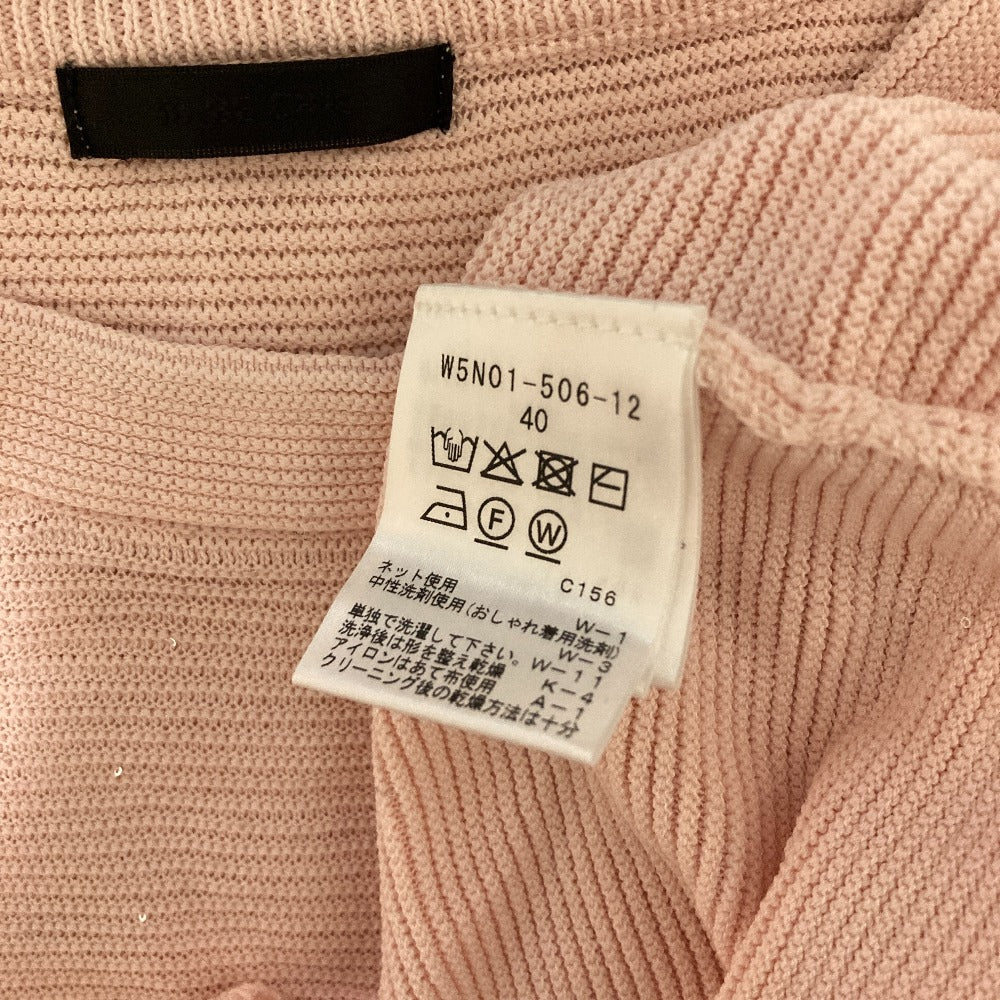 W5N01-506-12
40
F W
C156
ネット使用 W-1
中性洗剤使用(おしゃれ着用洗剤) W-3
単独で洗濯して下さい。 W-11
洗浄後は形を整え乾燥 K-4
アイロンはあて布使用 A-1
クリーニング後の乾燥方法は十分